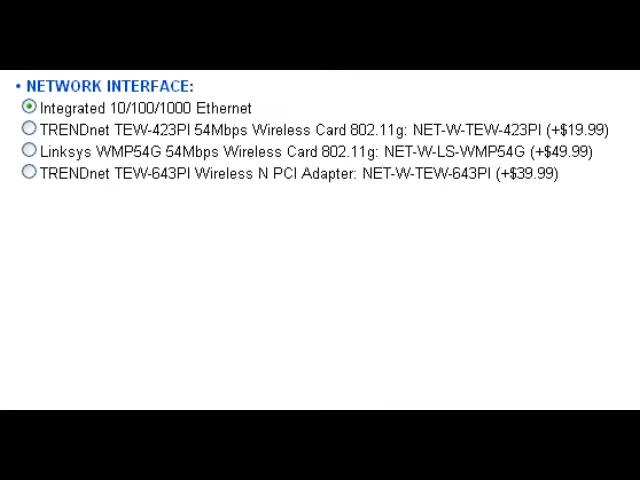 • NETWORK INTERFACE:
Integrated 10/100/1000 Ethernet
TRENDnet TEW-423PI 54Mbps Wireless Card 802.11g: NET-W-TEW-423PI (+$19.99)
Linksys WMP54G 54Mbps Wireless Card 802.11g: NET-W-LS-WMP54G (+$49.99)
TRENDnet TEW-643PI Wireless N PCI Adapter: NET-W-TEW-643PI (+$39.99)